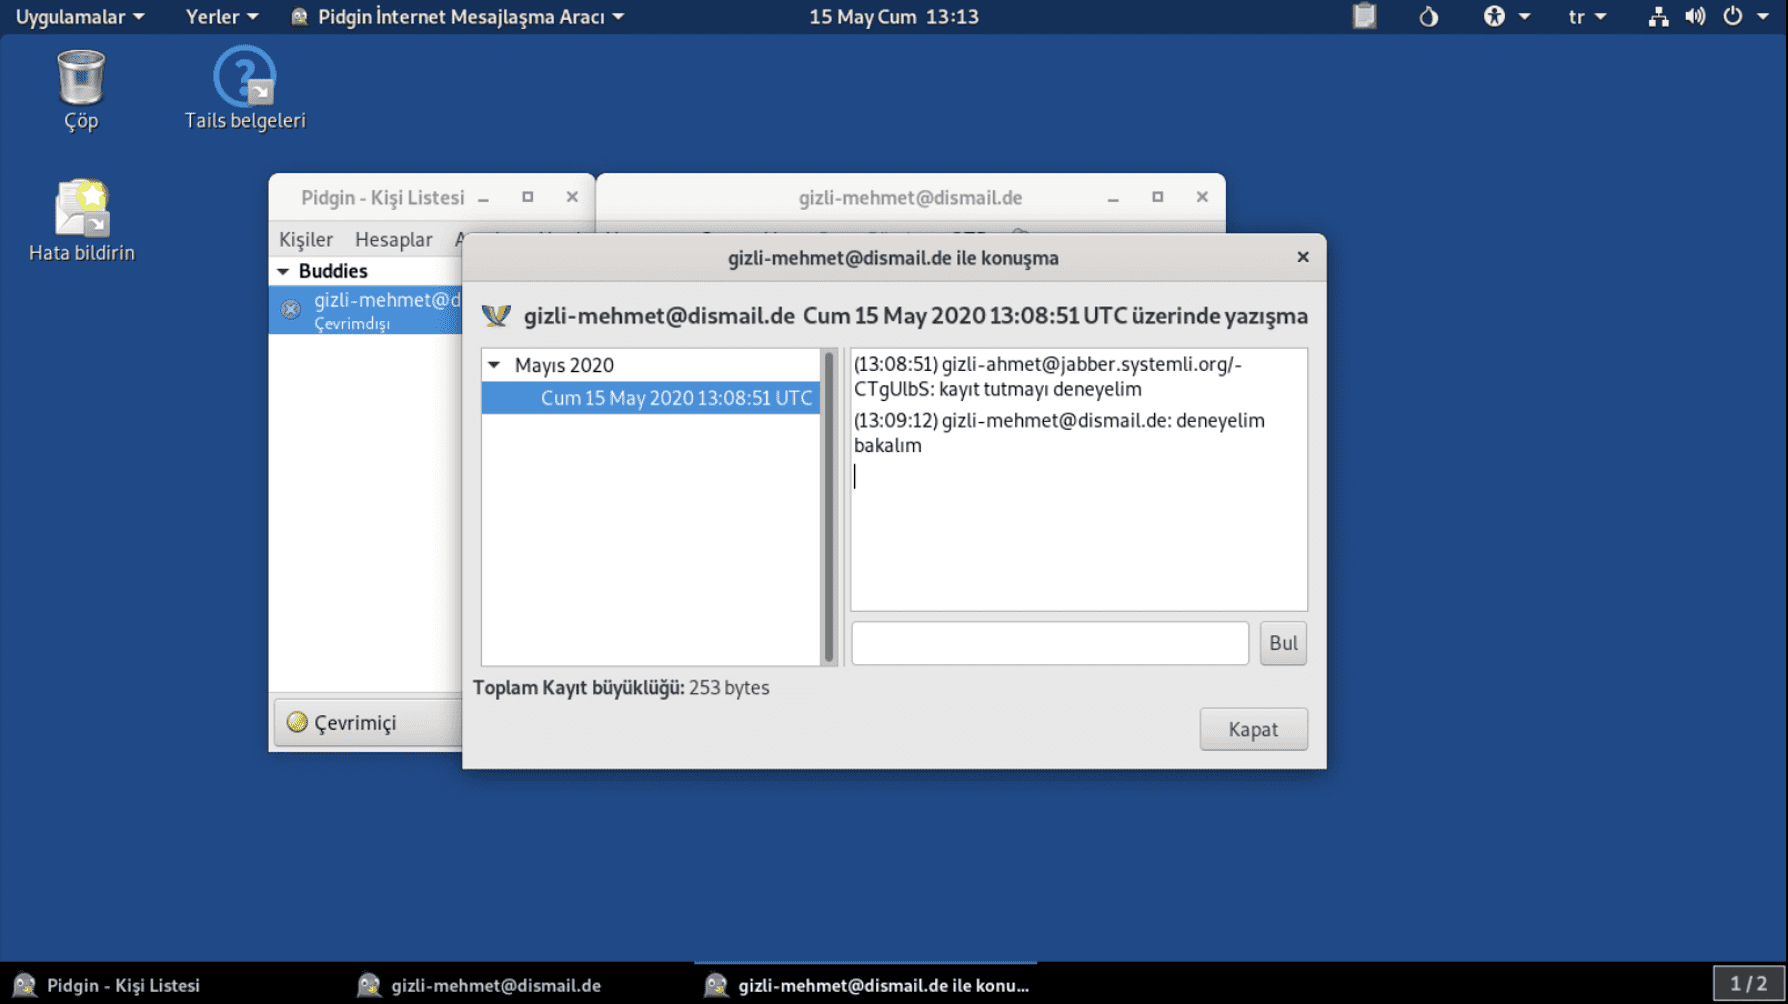 Uygulamalar
Yerler
Pidgin İnternet Mesajlaşma Aracı
15 May Cum 13:13
tr
Çöp
Tails belgeleri
Hata bildirin
Pidgin - Kişi Listesi
gizli-mehmet@dismail.de
Kişiler
Hesaplar
Buddies
gizli-mehmet@d
Çevrimdışı
Çevrimiçi
gizli-mehmet@dismail.de ile konuşma
gizli-mehmet@dismail.de Cum 15 May 2020 13:08:51 UTC üzerinde yazışma
Mayıs 2020
Cum 15 May 2020 13:08:51 UTC
(13:08:51) gizli-ahmet@jabber.systemli.org/-
CTgUlbS: kayıt tutmayı deneyelim
(13:09:12) gizli-mehmet@dismail.de: deneyelim
bakalım
Bul
Toplam Kayıt büyüklüğü: 253 bytes
Kapat
Pidgin - Kişi Listesi
gizli-mehmet@dismail.de
gizli-mehmet@dismail.de ile konu...
1 / 2